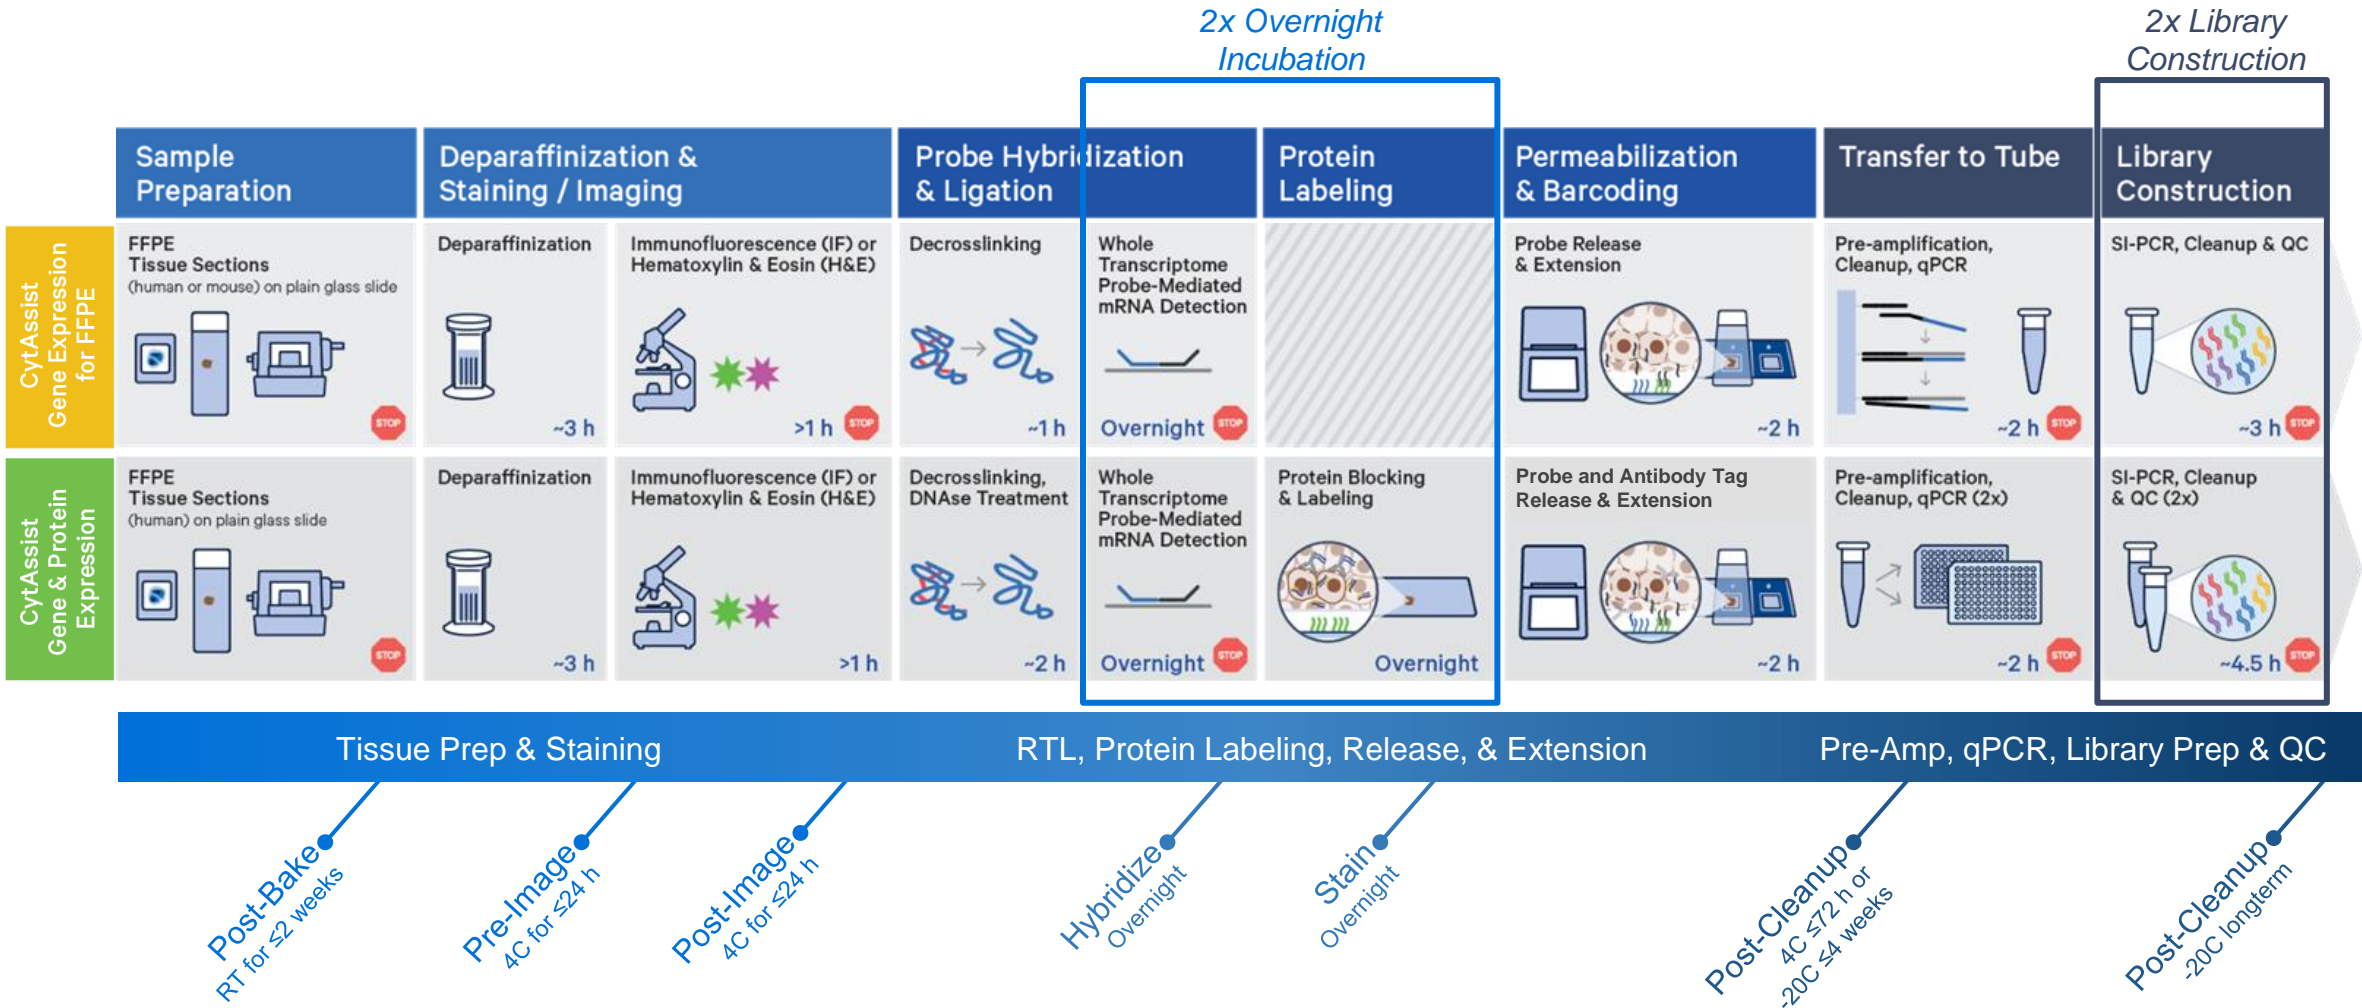 2x Overnight
Incubation
2x Library
Construction
Sample
Preparation
Deparaffinization &
Staining / Imaging
Probe Hybridization
& Ligation
Protein
Labeling
Permeabilization
& Barcoding
Transfer to Tube
Library
Construction
CytAssist
Gene Expression
for FFPE
FFPE
Tissue Sections
(human or mouse) on plain glass slide
STOP
Deparaffinization
~3 h
Immunofluorescence (IF) or
Hematoxylin & Eosin (H&E)
>1 h STOP
Decrosslinking
~1 h
Whole
Transcriptome
Probe-Mediated
mRNA Detection
Overnight STOP
Probe Release
& Extension
~2 h
Pre-amplification,
Cleanup, qPCR
~2 h STOP
SI-PCR, Cleanup & QC
~3 h STOP
CytAssist
Gene & Protein
Expression
FFPE
Tissue Sections
(human) on plain glass slide
STOP
Deparaffinization
~3 h
Immunofluorescence (IF) or
Hematoxylin & Eosin (H&E)
>1 h
Decrosslinking,
DNAse Treatment
~2 h
Whole
Transcriptome
Probe-Mediated
mRNA Detection
Overnight STOP
Protein Blocking
& Labeling
Overnight
Probe and Antibody Tag
Release & Extension
~2 h
Pre-amplification,
Cleanup, qPCR (2x)
~2 h STOP
SI-PCR, Cleanup
& QC (2x)
~4.5 h STOP
Tissue Prep & Staining
RTL, Protein Labeling, Release, & Extension
Pre-Amp, qPCR, Library Prep & QC
Post-Bake
RT for ≤2 weeks
Pre-Image
4C for ≤24 h
Post-Image
4C for ≤24 h
Hybridize
Overnight
Stain
Overnight
Post-Cleanup
4C ≤72 h or
-20C ≤4 weeks
Post-Cleanup
-20C longterm